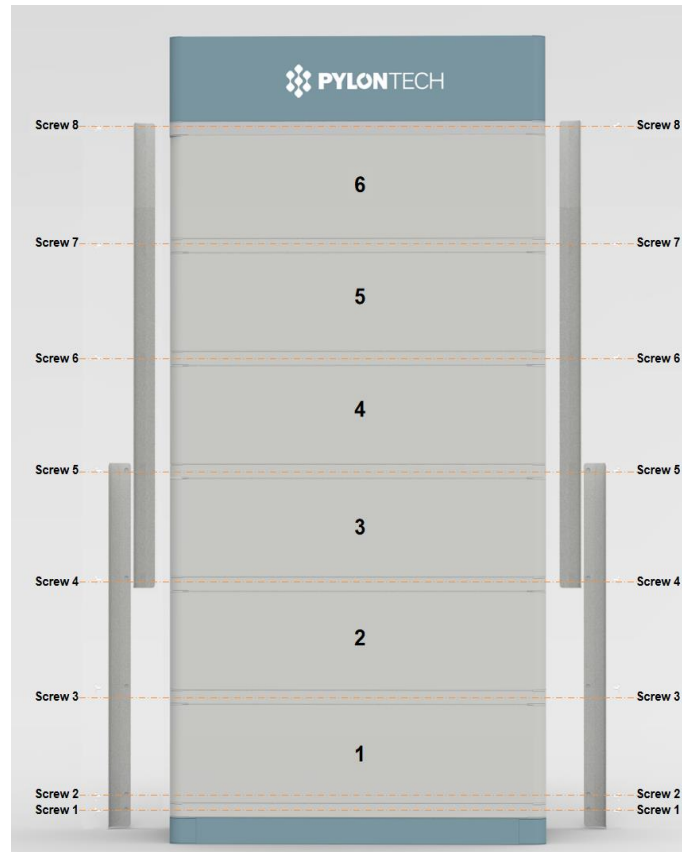 PYLONTECH
Screw 8 Screw 8
6
Screw 7 Screw 7
5
Screw 6 Screw 6
4
Screw 5 Screw 5
3
Screw 4 Screw 4
2
Screw 3 Screw 3
1
Screw 2 Screw 2
Screw 1 Screw 1